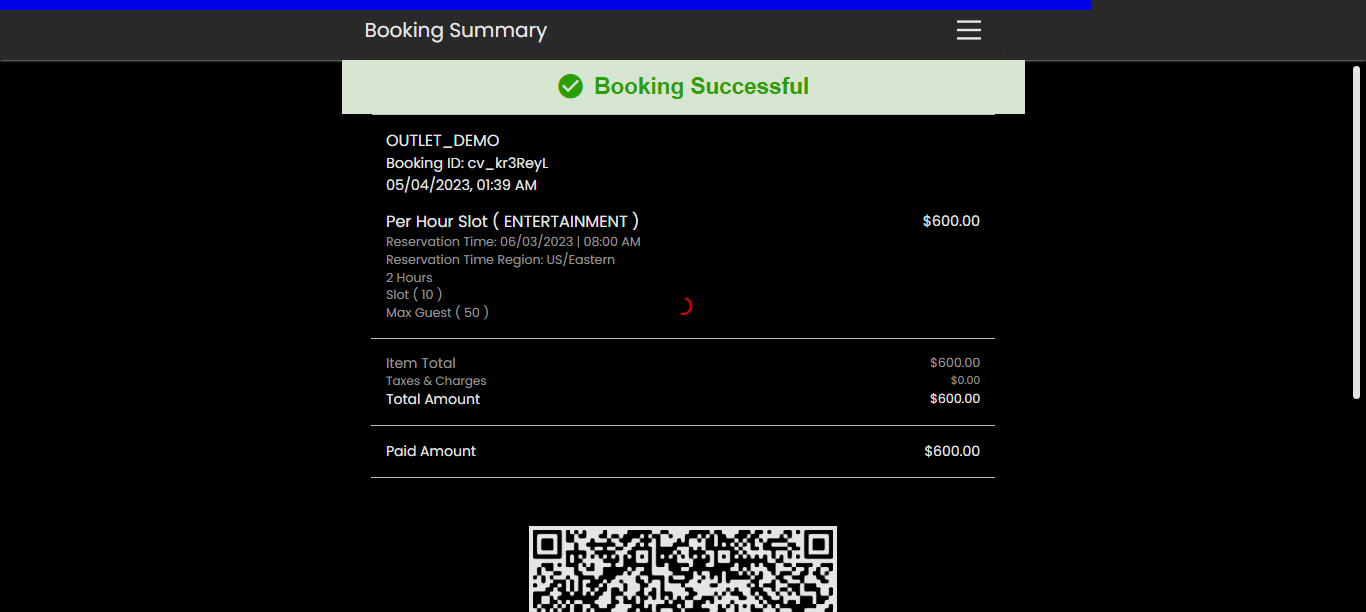 Booking Summary
Booking Successful
OUTLET_DEMO
Booking ID: cv_kr3ReyL
05/04/2023, 01:39 AM
Per Hour Slot ( ENTERTAINMENT ) $600.00
Reservation Time: 06/03/2023 | 08:00 AM
Reservation Time Region: US/Eastern
2 Hours
Slot ( 10 )
Max Guest ( 50 )
Item Total $600.00
Taxes & Charges $0.00
Total Amount $600.00
Paid Amount $600.00